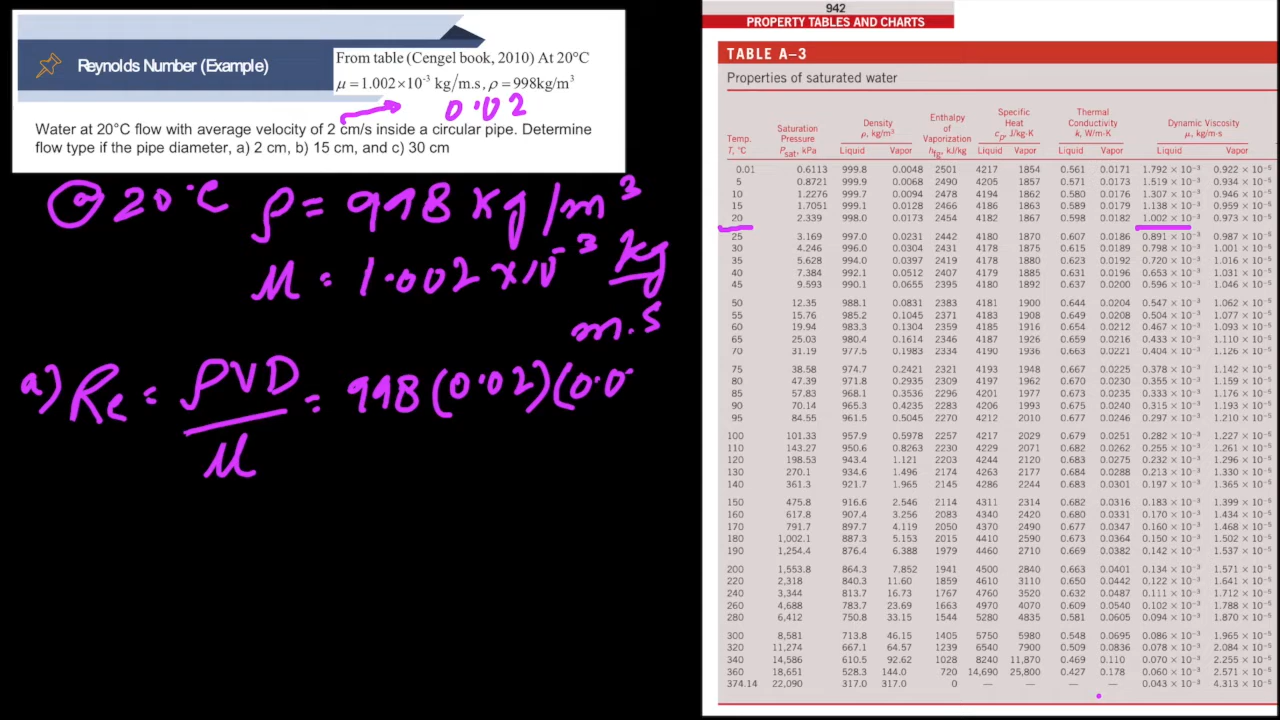 Reynolds Number (Example)
From table (Cengel book, 2010) At 20°C
μ = 1.002×10⁻³ kg/m.s, ρ = 998kg/m³
0.02
Water at 20°C flow with average velocity of 2 cm/s inside a circular pipe. Determine
flow type if the pipe diameter, a) 2 cm, b) 15 cm, and c) 30 cm
@ 20°C ρ = 998 kg/m³
μ = 1.002 × 10⁻³ kg
m.s
a) Re = ρVD = 998(0.02)(0.0
μ
942
PROPERTY TABLES AND CHARTS
TABLE A-3
Properties of saturated water
Temp. T, °C Saturation Pressure Psat, kPa Density ρ, kg/m³ Enthalpy of Vaporization hfg, kJ/kg Specific Heat cp, J/kg·K Thermal Conductivity k, W/m·K Dynamic Viscosity μ, kg/m·s
Liquid Vapor Liquid Vapor Liquid Vapor Liquid Vapor
0.01 0.6113 999.8 0.0048 2501 4217 1854 0.561 0.0171 1.792 × 10⁻³ 0.922 × 10⁻⁵
5 0.8721 999.9 0.0068 2490 4205 1857 0.571 0.0173 1.519 × 10⁻³ 0.934 × 10⁻⁵
10 1.2276 999.7 0.0094 2478 4194 1862 0.580 0.0176 1.307 × 10⁻³ 0.946 × 10⁻⁵
15 1.7051 999.1 0.0128 2466 4186 1863 0.589 0.0179 1.138 × 10⁻³ 0.959 × 10⁻⁵
20 2.339 998.0 0.0173 2454 4182 1867 0.598 0.0182 1.002 × 10⁻³ 0.973 × 10⁻⁵
25 3.169 997.0 0.0231 2442 4180 1870 0.607 0.0186 0.891 × 10⁻³ 0.987 × 10⁻⁵
30 4.246 996.0 0.0304 2431 4178 1875 0.615 0.0189 0.798 × 10⁻³ 1.001 × 10⁻⁵
35 5.628 994.0 0.0397 2419 4178 1880 0.623 0.0192 0.720 × 10⁻³ 1.016 × 10⁻⁵
40 7.384 992.1 0.0512 2407 4179 1885 0.631 0.0196 0.653 × 10⁻³ 1.031 × 10⁻⁵
45 9.593 990.1 0.0655 2395 4180 1892 0.637 0.0200 0.596 × 10⁻³ 1.046 × 10⁻⁵
50 12.35 988.1 0.0831 2383 4181 1900 0.644 0.0204 0.547 × 10⁻³ 1.062 × 10⁻⁵
55 15.76 985.2 0.1045 2371 4183 1908 0.649 0.0208 0.504 × 10⁻³ 1.077 × 10⁻⁵
60 19.94 983.3 0.1304 2359 4185 1916 0.654 0.0212 0.467 × 10⁻³ 1.093 × 10⁻⁵
65 25.03 980.4 0.1614 2346 4187 1926 0.659 0.0216 0.433 × 10⁻³ 1.110 × 10⁻⁵
70 31.19 977.5 0.1983 2334 4190 1936 0.663 0.0221 0.404 × 10⁻³ 1.126 × 10⁻⁵
75 38.58 974.7 0.2421 2321 4193 1948 0.667 0.0225 0.378 × 10⁻³ 1.142 × 10⁻⁵
80 47.39 971.8 0.2935 2309 4197 1962 0.670 0.0230 0.355 × 10⁻³ 1.159 × 10⁻⁵
85 57.83 968.1 0.3536 2296 4201 1977 0.673 0.0235 0.333 × 10⁻³ 1.176 × 10⁻⁵
90 70.14 965.3 0.4235 2283 4206 1993 0.675 0.0240 0.315 × 10⁻³ 1.193 × 10⁻⁵
95 84.55 961.5 0.5045 2270 4212 2010 0.677 0.0246 0.297 × 10⁻³ 1.210 × 10⁻⁵
100 101.33 957.9 0.5978 2257 4217 2029 0.679 0.0251 0.282 × 10⁻³ 1.227 × 10⁻⁵
110 143.27 950.6 0.8263 2230 4229 2071 0.682 0.0262 0.255 × 10⁻³ 1.261 × 10⁻⁵
120 198.53 943.4 1.121 2203 4244 2120 0.683 0.0275 0.232 × 10⁻³ 1.296 × 10⁻⁵
130 270.1 934.6 1.496 2174 4263 2177 0.684 0.0288 0.213 × 10⁻³ 1.330 × 10⁻⁵
140 361.3 921.7 1.965 2145 4286 2244 0.683 0.0301 0.197 × 10⁻³ 1.365 × 10⁻⁵
150 475.8 916.6 2.546 2114 4311 2314 0.682 0.0316 0.183 × 10⁻³ 1.399 × 10⁻⁵
160 617.8 907.4 3.256 2083 4340 2420 0.680 0.0331 0.170 × 10⁻³ 1.434 × 10⁻⁵
170 791.7 897.7 4.119 2050 4370 2490 0.677 0.0347 0.160 × 10⁻³ 1.468 × 10⁻⁵
180 1,002.1 887.3 5.153 2015 4410 2590 0.673 0.0364 0.150 × 10⁻³ 1.502 × 10⁻⁵
190 1,254.4 876.4 6.388 1979 4460 2710 0.669 0.0382 0.142 × 10⁻³ 1.537 × 10⁻⁵
200 1,553.8 864.3 7.852 1941 4500 2840 0.663 0.0401 0.134 × 10⁻³ 1.571 × 10⁻⁵
220 2,318 840.3 11.60 1859 4610 3110 0.650 0.0442 0.122 × 10⁻³ 1.641 × 10⁻⁵
240 3,344 813.7 16.73 1767 4760 3520 0.632 0.0487 0.111 × 10⁻³ 1.712 × 10⁻⁵
260 4,688 783.7 23.69 1663 4970 4070 0.609 0.0540 0.102 × 10⁻³ 1.788 × 10⁻⁵
280 6,412 750.8 33.15 1544 5280 4835 0.581 0.0605 0.094 × 10⁻³ 1.870 × 10⁻⁵
300 8,581 713.8 46.15 1405 5750 5980 0.548 0.0695 0.086 × 10⁻³ 1.965 × 10⁻⁵
320 11,274 667.1 64.57 1239 6540 7900 0.509 0.0836 0.078 × 10⁻³ 2.084 × 10⁻⁵
340 14,586 610.5 92.62 1028 8240 11,870 0.469 0.110 0.070 × 10⁻³ 2.255 × 10⁻⁵
360 18,651 528.3 144.0 720 14,690 25,800 0.427 0.178 0.060 × 10⁻³ 2.571 × 10⁻⁵
374.14 22,090 317.0 317.0 0 — — — — 0.043 × 10⁻³ 4.313 × 10⁻⁵